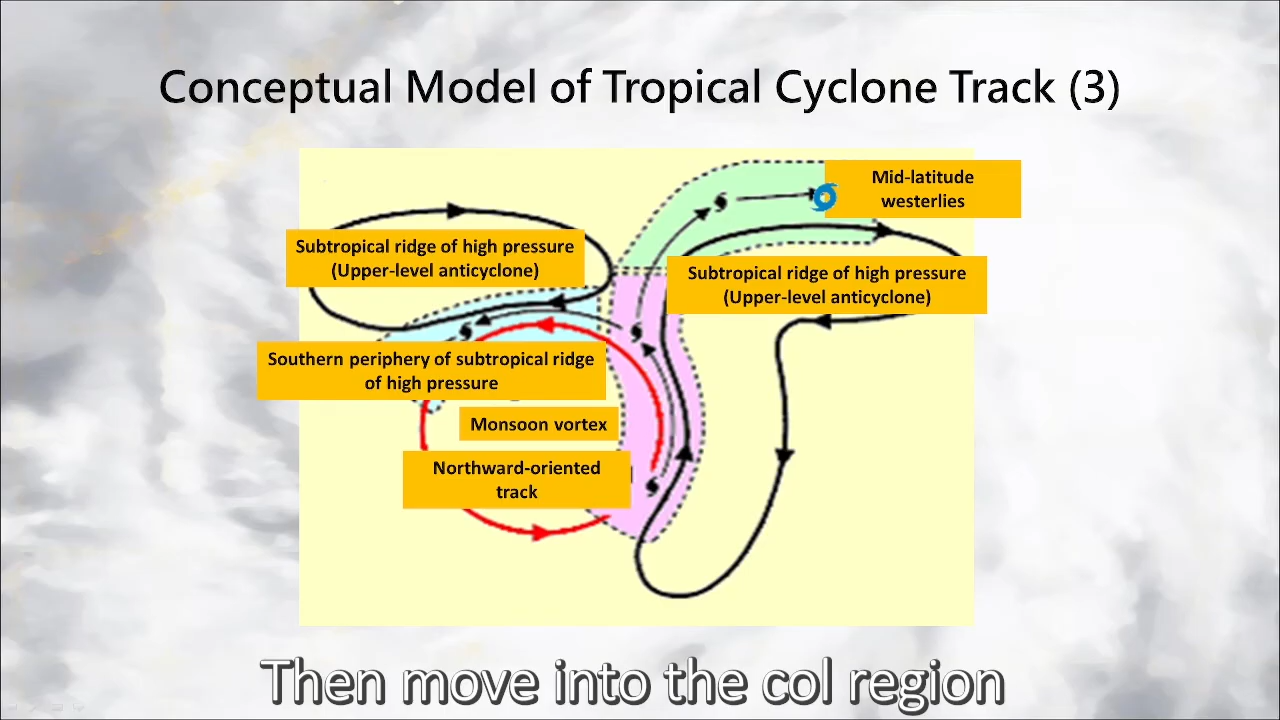 Conceptual Model of Tropical Cyclone Track (3)
Mid-latitude
westerlies
Subtropical ridge of high pressure
(Upper-level anticyclone)
Subtropical ridge of high pressure
(Upper-level anticyclone)
Southern periphery of subtropical ridge
of high pressure
Monsoon vortex
Northward-oriented
track
Then move into the col region